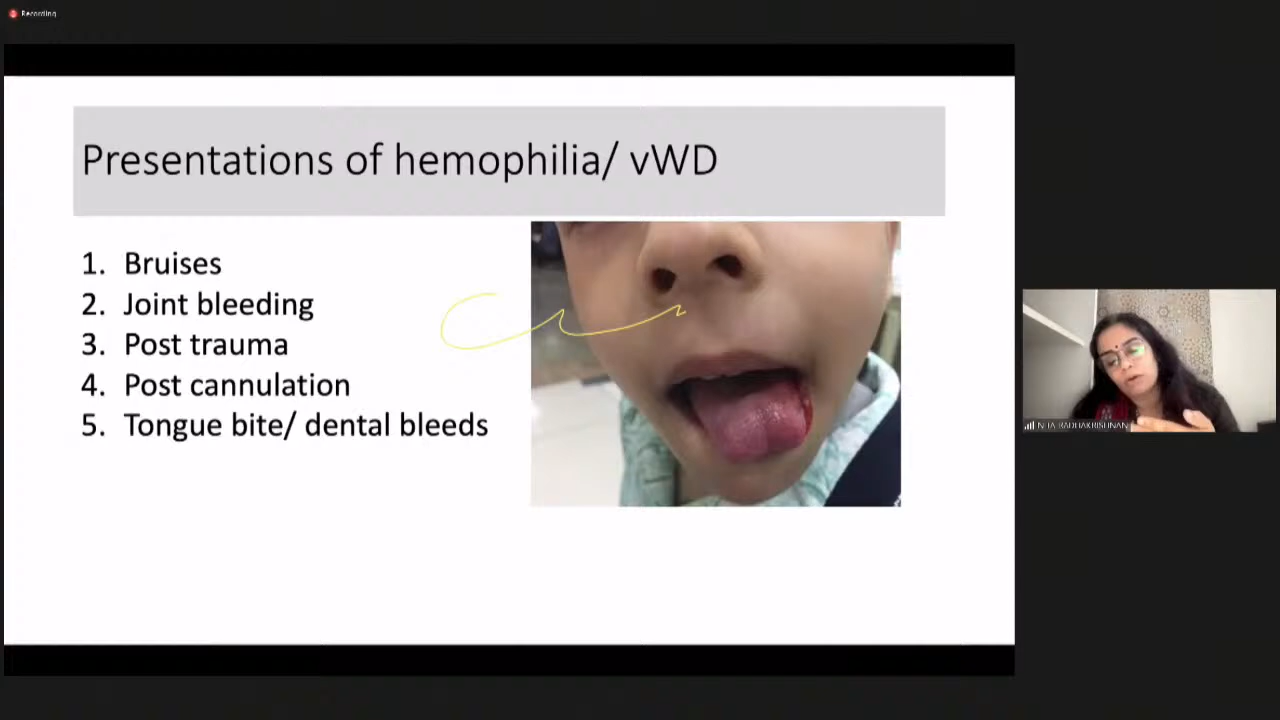 Recording
Presentations of hemophilia/ vWD
1. Bruises
2. Joint bleeding
3. Post trauma
4. Post cannulation
5. Tongue bite/ dental bleeds
RADHAKRISHNAN